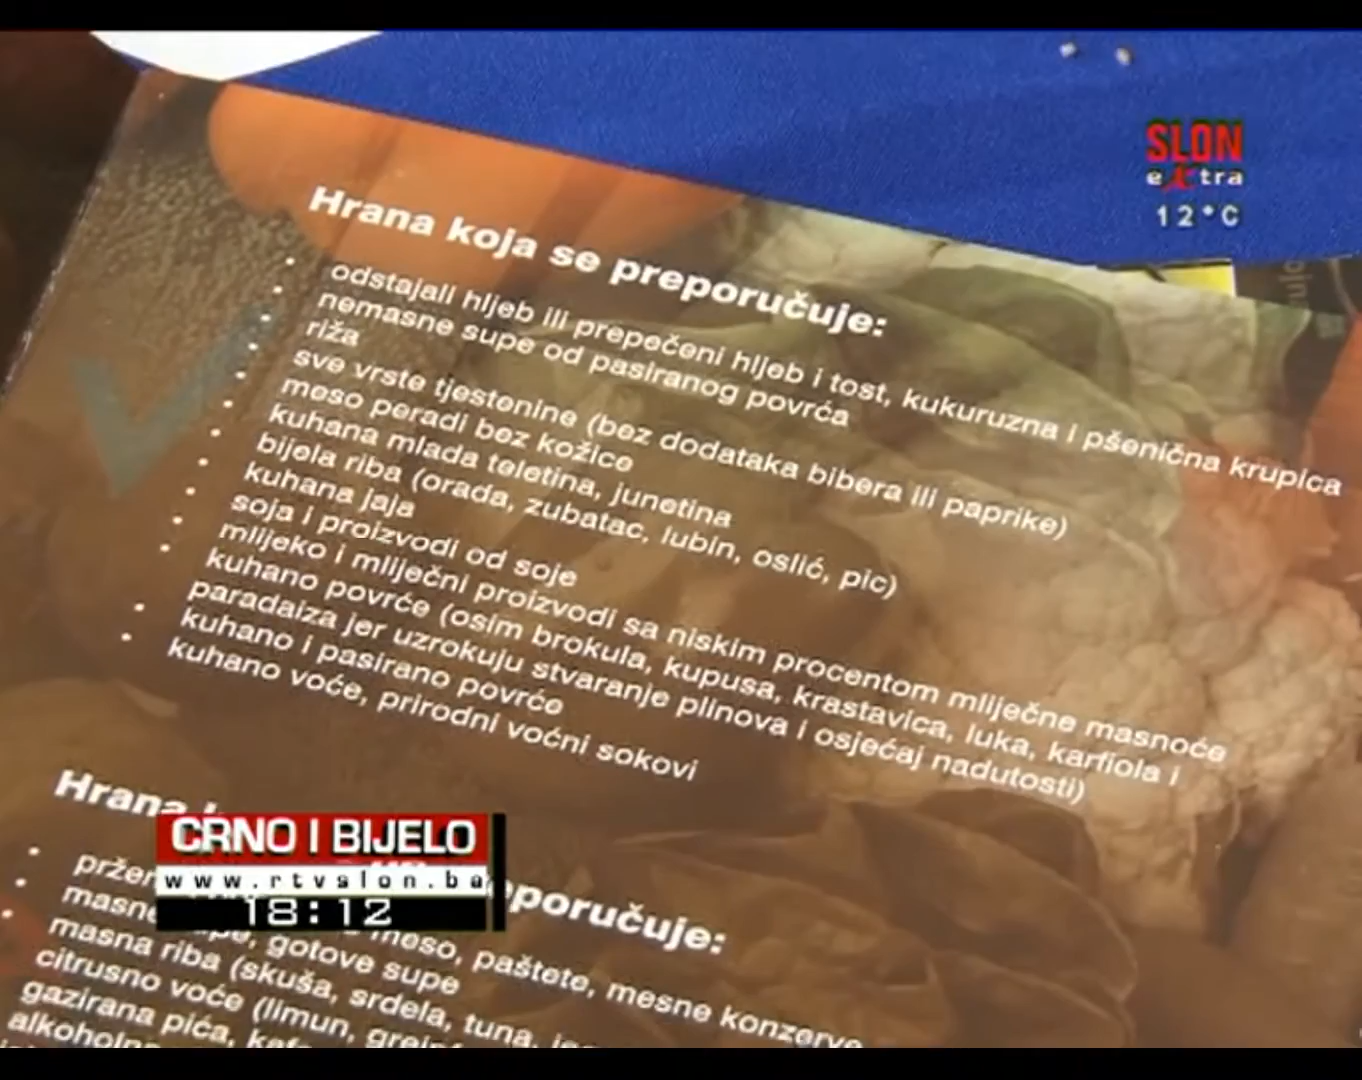 SLON
extra
12°C
Hrana koja se preporučuje:
• odstajali hljeb ili prepečeni hljeb i tost, kukuruzna i pšenična krupica
• nemasne supe od pasiranog povrća
• riža
• sve vrste tjestenine (bez dodataka bibera ili paprike)
• meso peradi bez kožice
• kuhana mlada teletina, junetina
• bijela riba (orada, zubatac, lubin, oslić, pic)
• kuhana jaja
• soja i proizvodi od soje
• mlijeko i mliječni proizvodi sa niskim procentom mliječne masnoće
• kuhano povrće (osim brokula, kupusa, krastavica, luka, karfiola i
paradaiza jer uzrokuju stvaranje plinova i osjećaj nadutosti)
• kuhano i pasirano povrće
• kuhano voće, prirodni voćni sokovi
Hrana
meso, paštete, mesne konzerve
gotove supe
masna riba (skuša, srdela, tuna,
citrusno voće (limun,
gazirana pića,
CRNO I BIJELO
www.rtvslon.ba
18:12